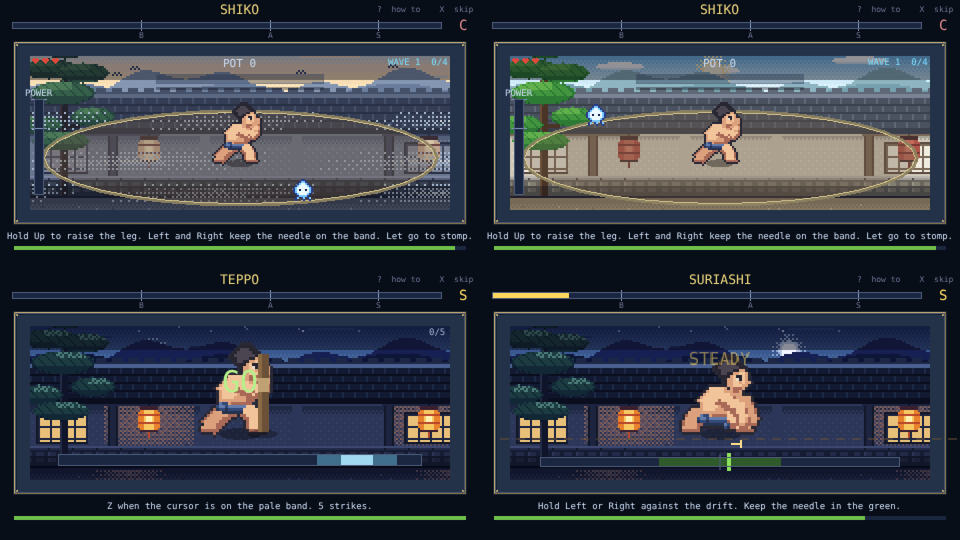 SHIKO
? how to X skip
C
B A S
POT 0
WAVE 1 0/4
POWER
Hold Up to raise the leg. Left and Right keep the needle on the band. Let go to stomp.
SHIKO
? how to X skip
C
B A S
POT 0
WAVE 1 0/4
POWER
Hold Up to raise the leg. Left and Right keep the needle on the band. Let go to stomp.
TEPPO
? how to X skip
S
B A S
0/5
GO
Z when the cursor is on the pale band. 5 strikes.
SURIASHI
? how to X skip
S
B A S
STEADY
Hold Left or Right against the drift. Keep the needle in the green.